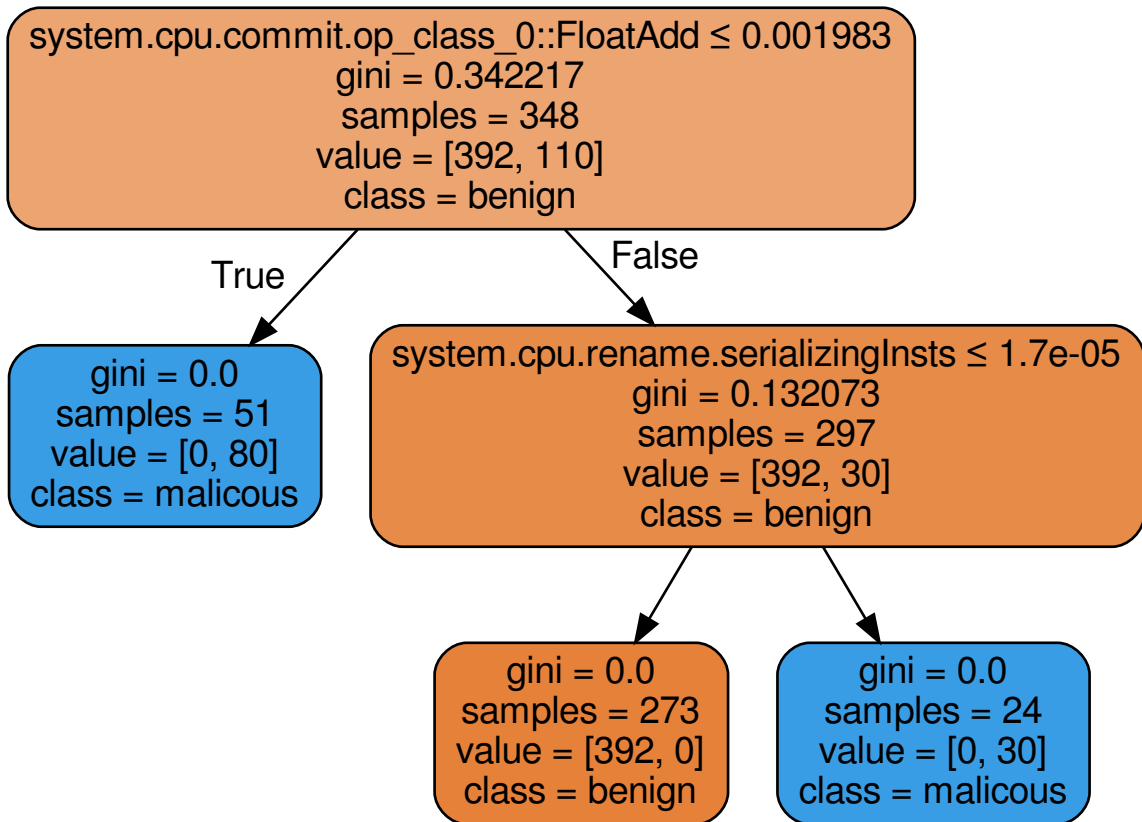 system.cpu.commit.op_class_0::FloatAdd ≤ 0.001983
gini = 0.342217
samples = 348
value = [392, 110]
class = benign
True
False
gini = 0.0
samples = 51
value = [0, 80]
class = malicous
system.cpu.rename.serializingInsts ≤ 1.7e-05
gini = 0.132073
samples = 297
value = [392, 30]
class = benign
gini = 0.0
samples = 273
value = [392, 0]
class = benign
gini = 0.0
samples = 24
value = [0, 30]
class = malicous